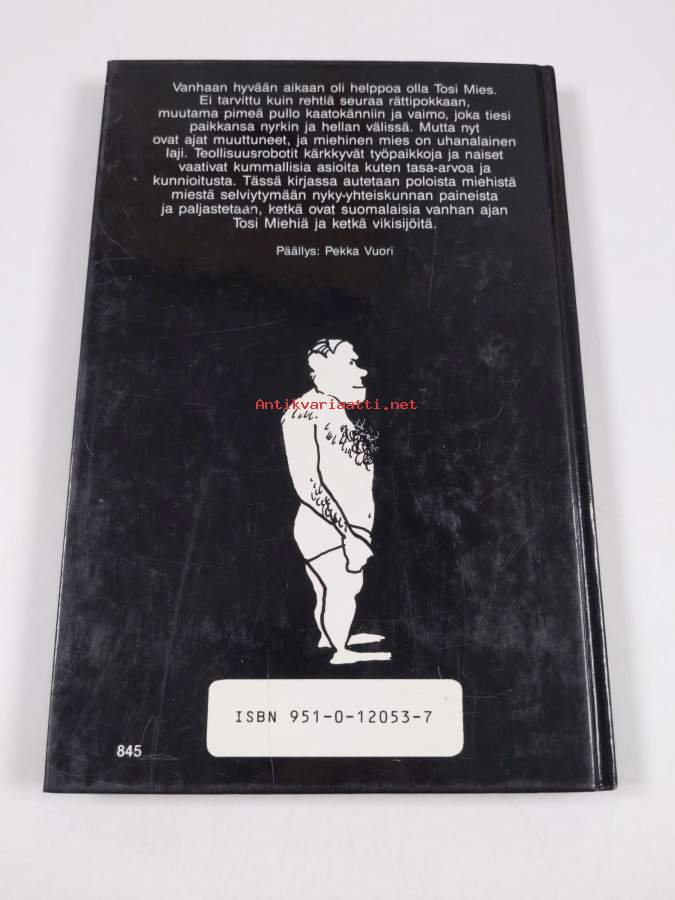 Vanhaan hyvään aikaan oli helppoa olla Tosi Mies.
Ei tarvittu kuin rehtiä seuraa rättipokkaan,
muutama pimeä pullo kaatokänniin ja vaimo, joka tiesi
paikkansa nyrkin ja hellan välissä. Mutta nyt
ovat ajat muuttuneet, ja miehinen mies on uhanalainen
laji. Teollisuusrobotit kärkkyvät työpaikkoja ja naiset
vaativat kummallisia asioita kuten tasa-arvoa ja
kunnioitusta. Tässä kirjassa autetaan poloista miehistä
miestä selviytymään nyky-yhteiskunnan paineista
ja paljastetaan, ketkä ovat suomalaisia vanhan ajan
Tosi Miehiä ja ketkä vikisijöitä.
Päällys: Pekka Vuori
Antikvariaatti.net
ISBN 951-0-12053-7
845